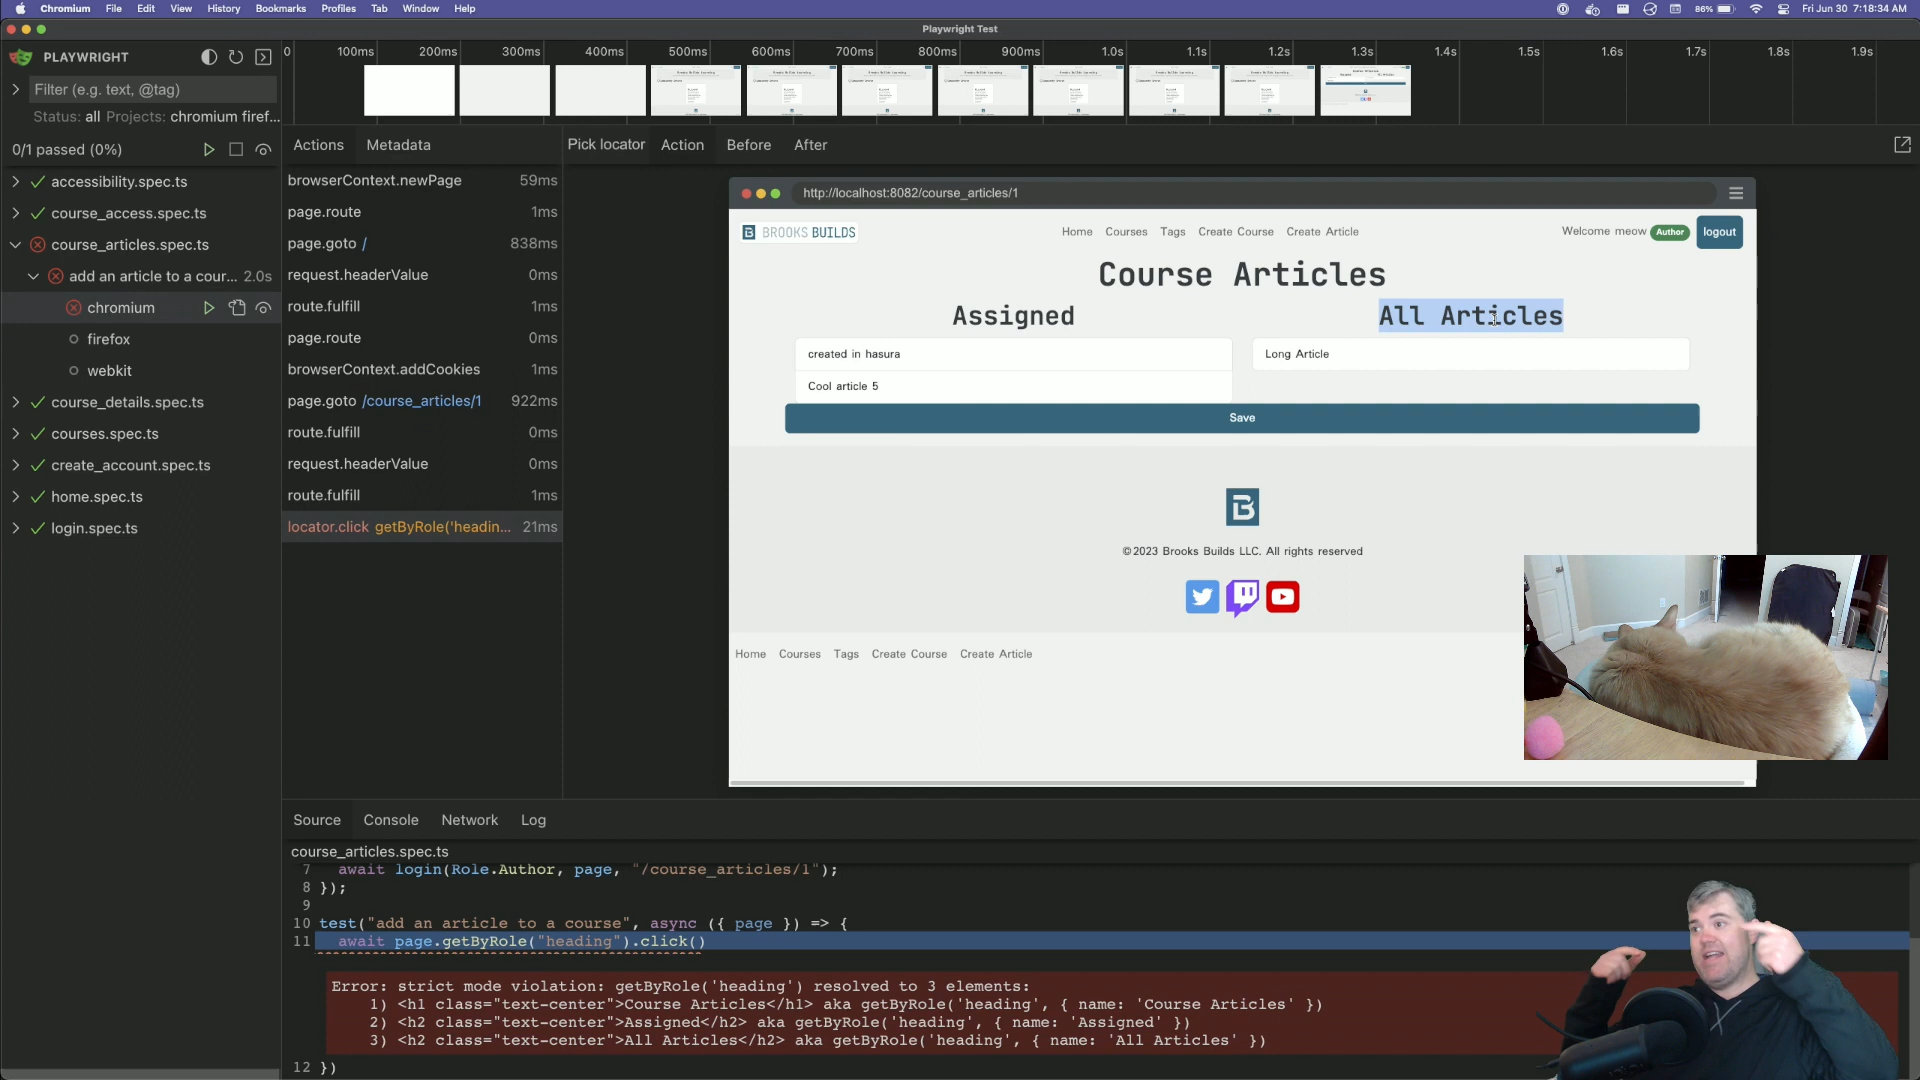 Chromium File Edit View History Bookmarks Profiles Tab Window Help
86% Fri Jun 30 7:18:34 AM
Playwright Test
PLAYWRIGHT
Filter (e.g. text, @tag)
Status: all Projects: chromium firef...
0/1 passed (0%)
accessibility.spec.ts
course_access.spec.ts
course_articles.spec.ts
add an article to a cour... 2.0s
chromium
firefox
webkit
course_details.spec.ts
courses.spec.ts
create_account.spec.ts
home.spec.ts
login.spec.ts
0 100ms 200ms 300ms 400ms 500ms 600ms 700ms 800ms 900ms 1.0s 1.1s 1.2s 1.3s 1.4s 1.5s 1.6s 1.7s 1.8s 1.9s
Actions Metadata
browserContext.newPage 59ms
page.route 1ms
page.goto / 838ms
request.headerValue 0ms
route.fulfill 1ms
page.route 0ms
browserContext.addCookies 1ms
page.goto /course_articles/1 922ms
route.fulfill 0ms
request.headerValue 0ms
route.fulfill 1ms
locator.click getByRole('headin... 21ms
Pick locator Action Before After
http://localhost:8082/course_articles/1
B BROOKS BUILDS
Home Courses Tags Create Course Create Article
Welcome meow Author logout
Course Articles
Assigned
All Articles
created in hasura
Cool article 5
Long Article
Save
B
©2023 Brooks Builds LLC. All rights reserved
Home Courses Tags Create Course Create Article
Source Console Network Log
course_articles.spec.ts
7 await login(Role.Author, page, "/course_articles/1");
8 });
9
10 test("add an article to a course", async ({ page }) => {
11 await page.getByRole("heading").click()
Error: strict mode violation: getByRole('heading') resolved to 3 elements:
1) <h1 class="text-center">Course Articles</h1> aka getByRole('heading', { name: 'Course Articles' })
2) <h2 class="text-center">Assigned</h2> aka getByRole('heading', { name: 'Assigned' })
3) <h2 class="text-center">All Articles</h2> aka getByRole('heading', { name: 'All Articles' })
12 })